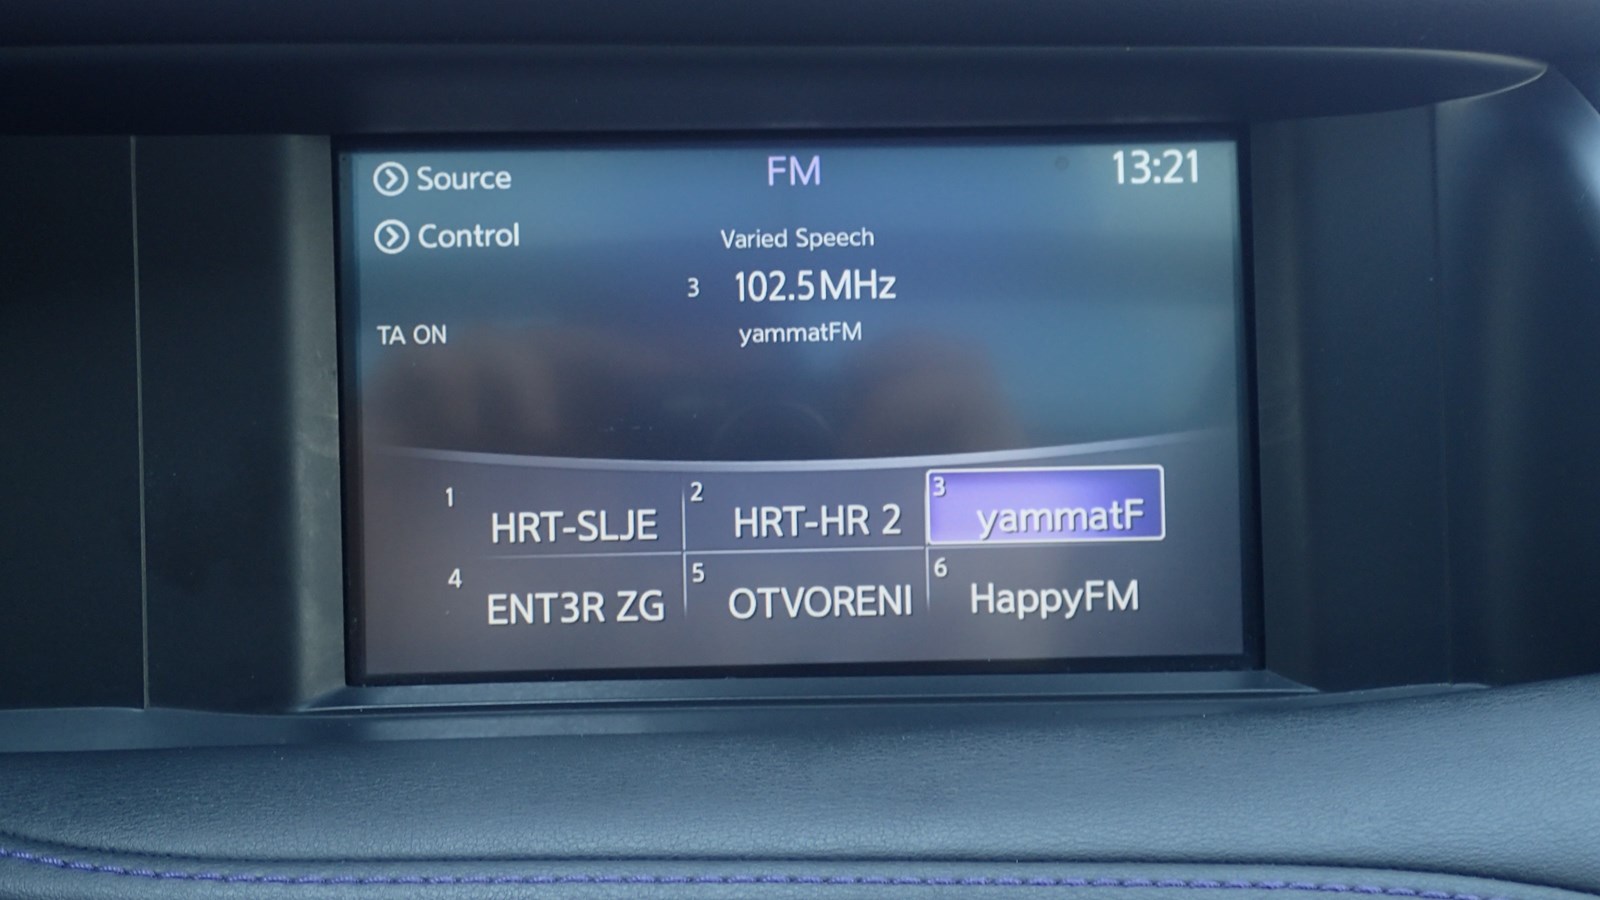 Source
FM
13:21
Control
Varied Speech
3 102.5MHz
TA ON
yammatFM
1 HRT-SLJE
2 HRT-HR 2
3 yammatF
4 ENT3R ZG
5 OTVORENI
6 HappyFM